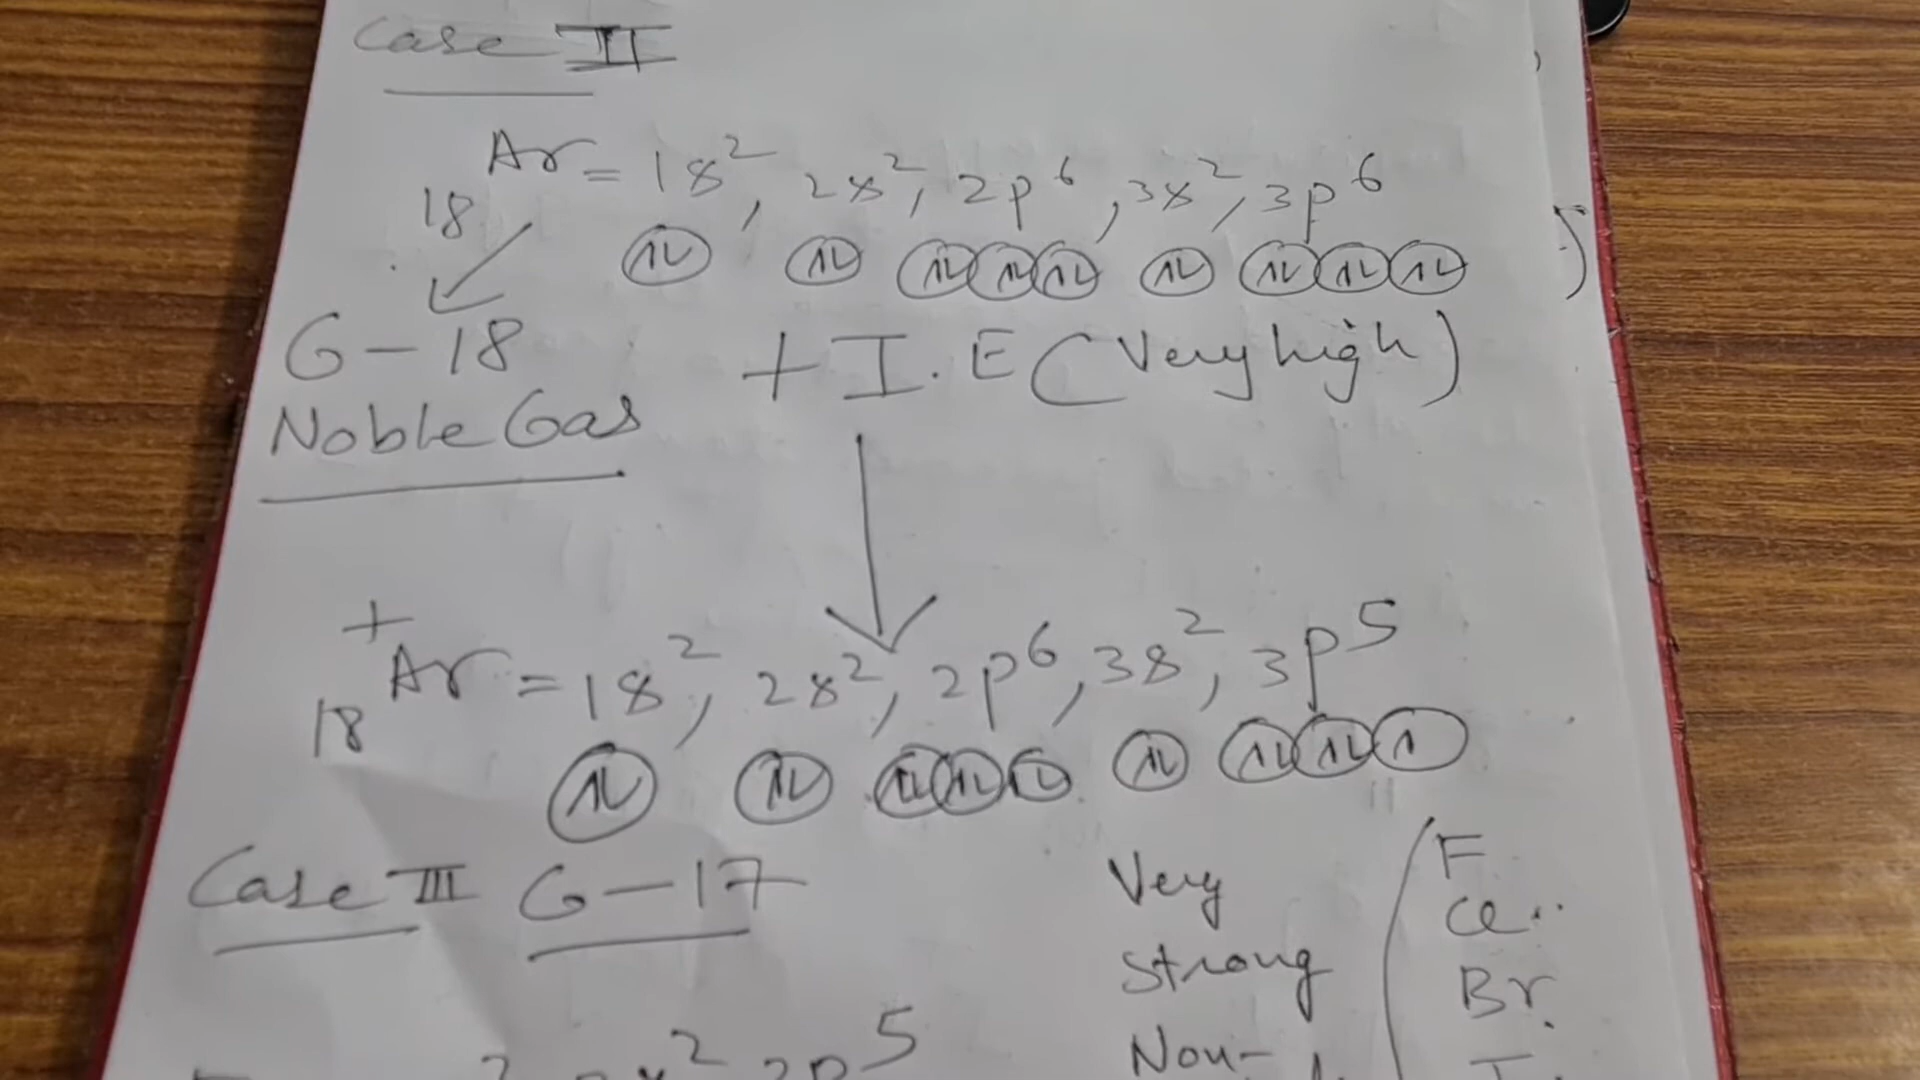 Case II
Ar = 1s², 2s², 2p⁶, 3s², 3p⁶
18
G-18 + I.E (Very high)
Noble Gas
+
Ar = 1s², 2s², 2p⁶, 3s², 3p⁵
18
Case III G-17
Very
Strong
Non-
F
Cl
Br